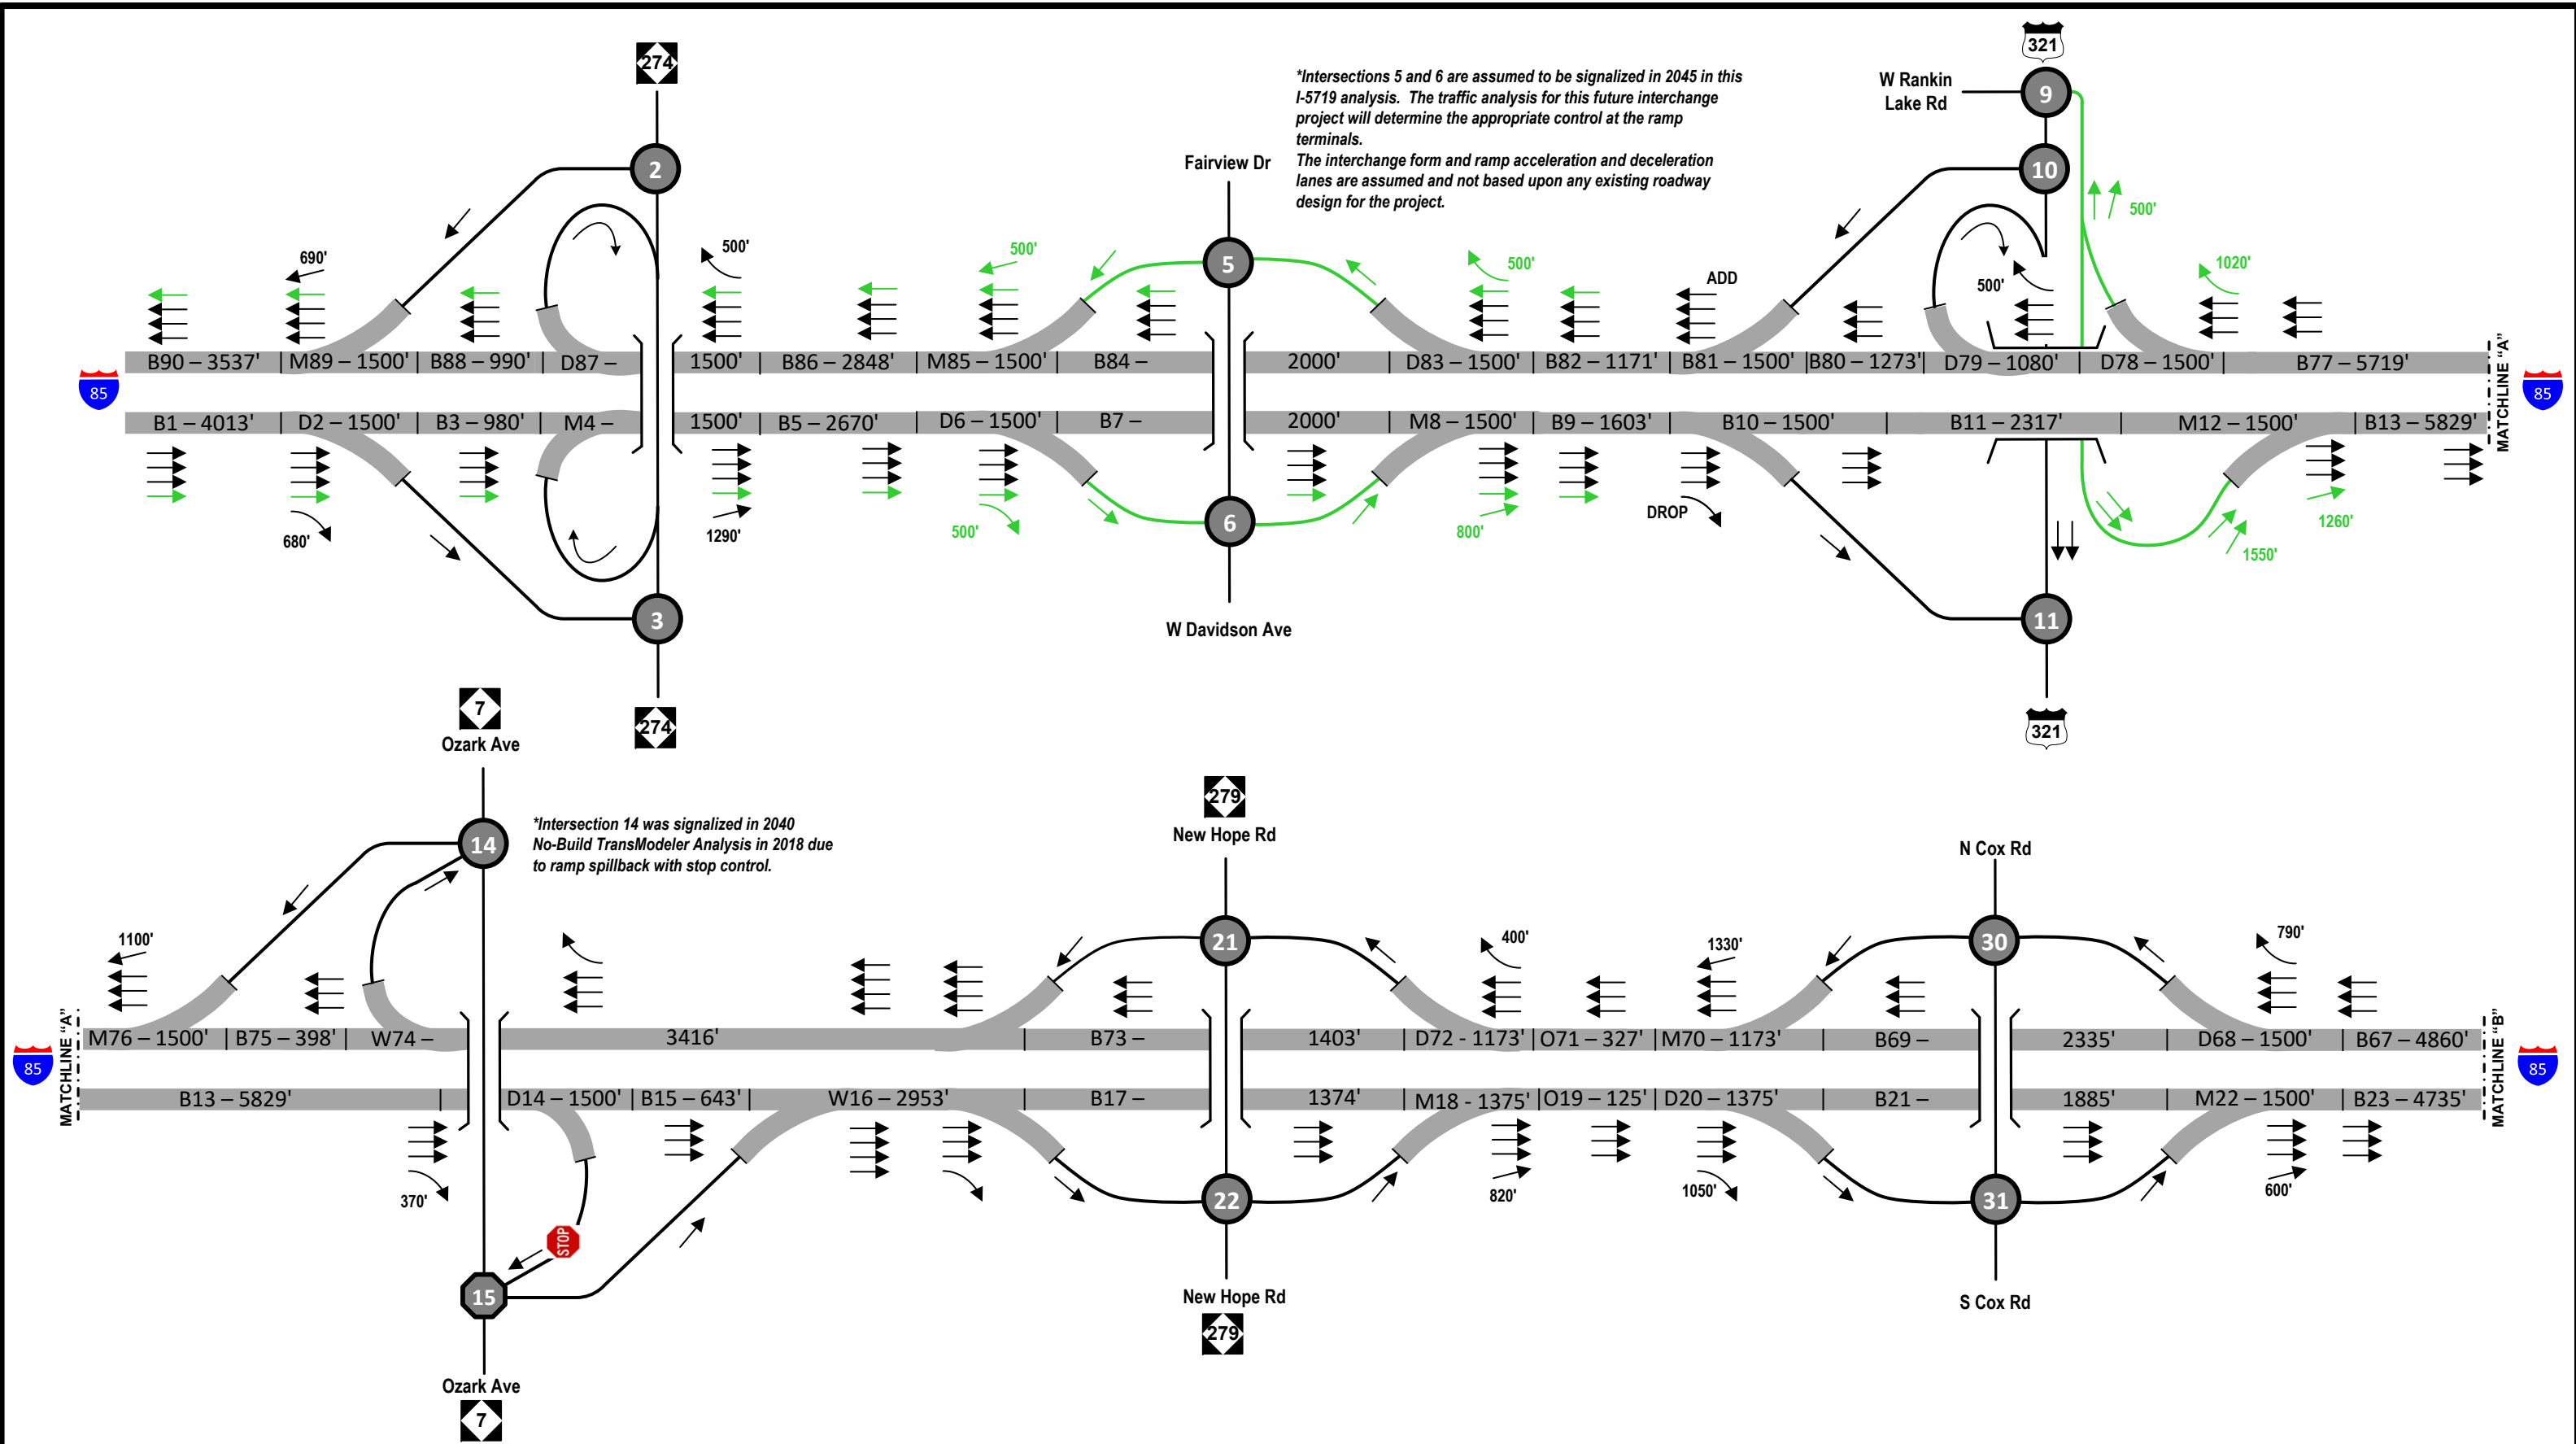 274
2
690'
500'
B90 – 3537'
M89 – 1500'
B88 – 990'
D87 –
1500'
B86 – 2848'
M85 – 1500'
B84 –
2000'
D83 – 1500'
B82 – 1171'
B81 – 1500'
B80 – 1273'
D79 – 1080'
D78 – 1500'
B77 – 5719'
*Intersections 5 and 6 are assumed to be signalized in 2045 in this
I-5719 analysis. The traffic analysis for this future interchange
project will determine the appropriate control at the ramp
terminals.
The interchange form and ramp acceleration and deceleration
lanes are assumed and not based upon any existing roadway
design for the project.
Fairview Dr
5
500'
500'
ADD
321
W Rankin
Lake Rd
9
10
500'
500'
1020'
85
85
MATCHLINE "A"
B1 – 4013'
D2 – 1500'
B3 – 980'
M4 –
1500'
B5 – 2670'
D6 – 1500'
B7 –
2000'
M8 – 1500'
B9 – 1603'
B10 – 1500'
B11 – 2317'
M12 – 1500'
B13 – 5829'
680'
1290'
500'
6
800'
DROP
1550'
1260'
3
274
W Davidson Ave
11
321
7
Ozark Ave
14
*Intersection 14 was signalized in 2040
No-Build TransModeler Analysis in 2018 due
to ramp spillback with stop control.
279
New Hope Rd
21
N Cox Rd
30
1100'
400'
1330'
790'
M76 – 1500'
B75 – 398'
W74 –
3416'
B73 –
1403'
D72 - 1173'
O71 – 327'
M70 – 1173'
B69 –
2335'
D68 – 1500'
B67 – 4860'
85
MATCHLINE "A"
MATCHLINE "B"
85
B13 – 5829'
D14 – 1500'
B15 – 643'
W16 – 2953'
B17 –
1374'
M18 - 1375'
O19 – 125'
D20 – 1375'
B21 –
1885'
M22 – 1500'
B23 – 4735'
370'
820'
1050'
600'
STOP
15
22
31
New Hope Rd
279
S Cox Rd
Ozark Ave
7